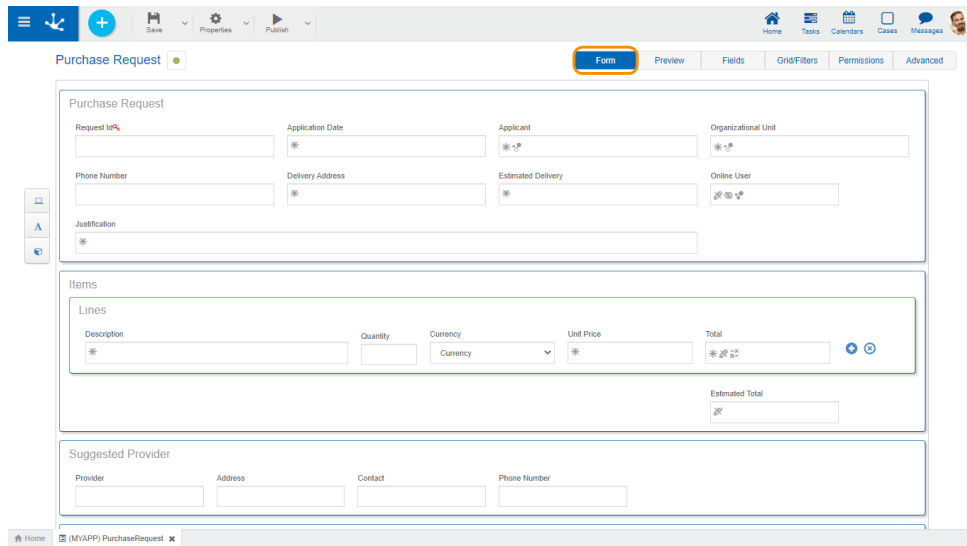 Save
Properties
Publish
Home
Tasks
Calendars
Cases
Messages
Purchase Request
Form
Preview
Fields
Grid/Filters
Permissions
Advanced
Purchase Request
Request Id
Application Date
Applicant
Organizational Unit
Phone Number
Delivery Address
Estimated Delivery
Online User
A
Justification
Items
Lines
Description
Quantity
Currency
Unit Price
Total
Currency
Estimated Total
Suggested Provider
Provider
Address
Contact
Phone Number
Home
(MYAPP) PurchaseRequest